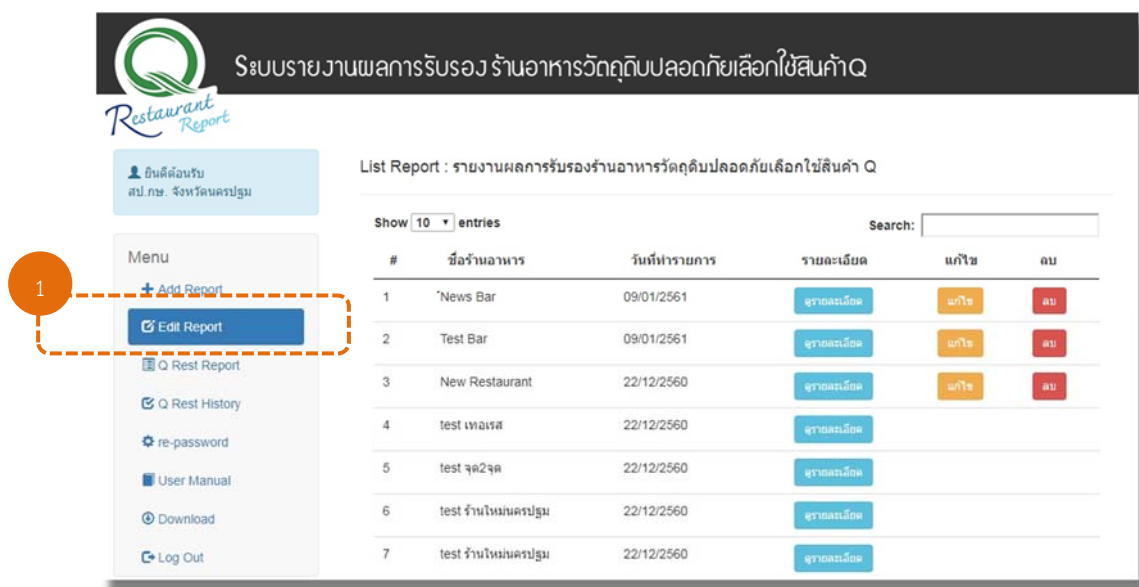 ระบบรายงานผลการรับรอง ร้านอาหารวัตถุดิบปลอดภัยเลือกใช้สินค้าQ
Restaurant
Report
ยินดีต้อนรับ
สป.กษ. จังหวัดนครปฐม
List Report : รายงานผลการรับรองร้านอาหารวัตถุดิบปลอดภัยเลือกใช้สินค้า Q
Show 10 entries Search:
Menu
1
Add Report
Edit Report
Q Rest Report
Q Rest History
re-password
User Manual
Download
Log Out
# ชื่อร้านอาหาร วันที่ทำรายการ รายละเอียด แก้ไข ลบ
1 ี่News Bar 09/01/2561 ดูรายละเอียด แก้ไข ลบ
2 Test Bar 09/01/2561 ดูรายละเอียด แก้ไข ลบ
3 New Restaurant 22/12/2560 ดูรายละเอียด แก้ไข ลบ
4 test เทอเรส 22/12/2560 ดูรายละเอียด
5 test จุด2จุด 22/12/2560 ดูรายละเอียด
6 test ร้านใหม่นครปฐม 22/12/2560 ดูรายละเอียด
7 test ร้านใหม่นครปฐม 22/12/2560 ดูรายละเอียด